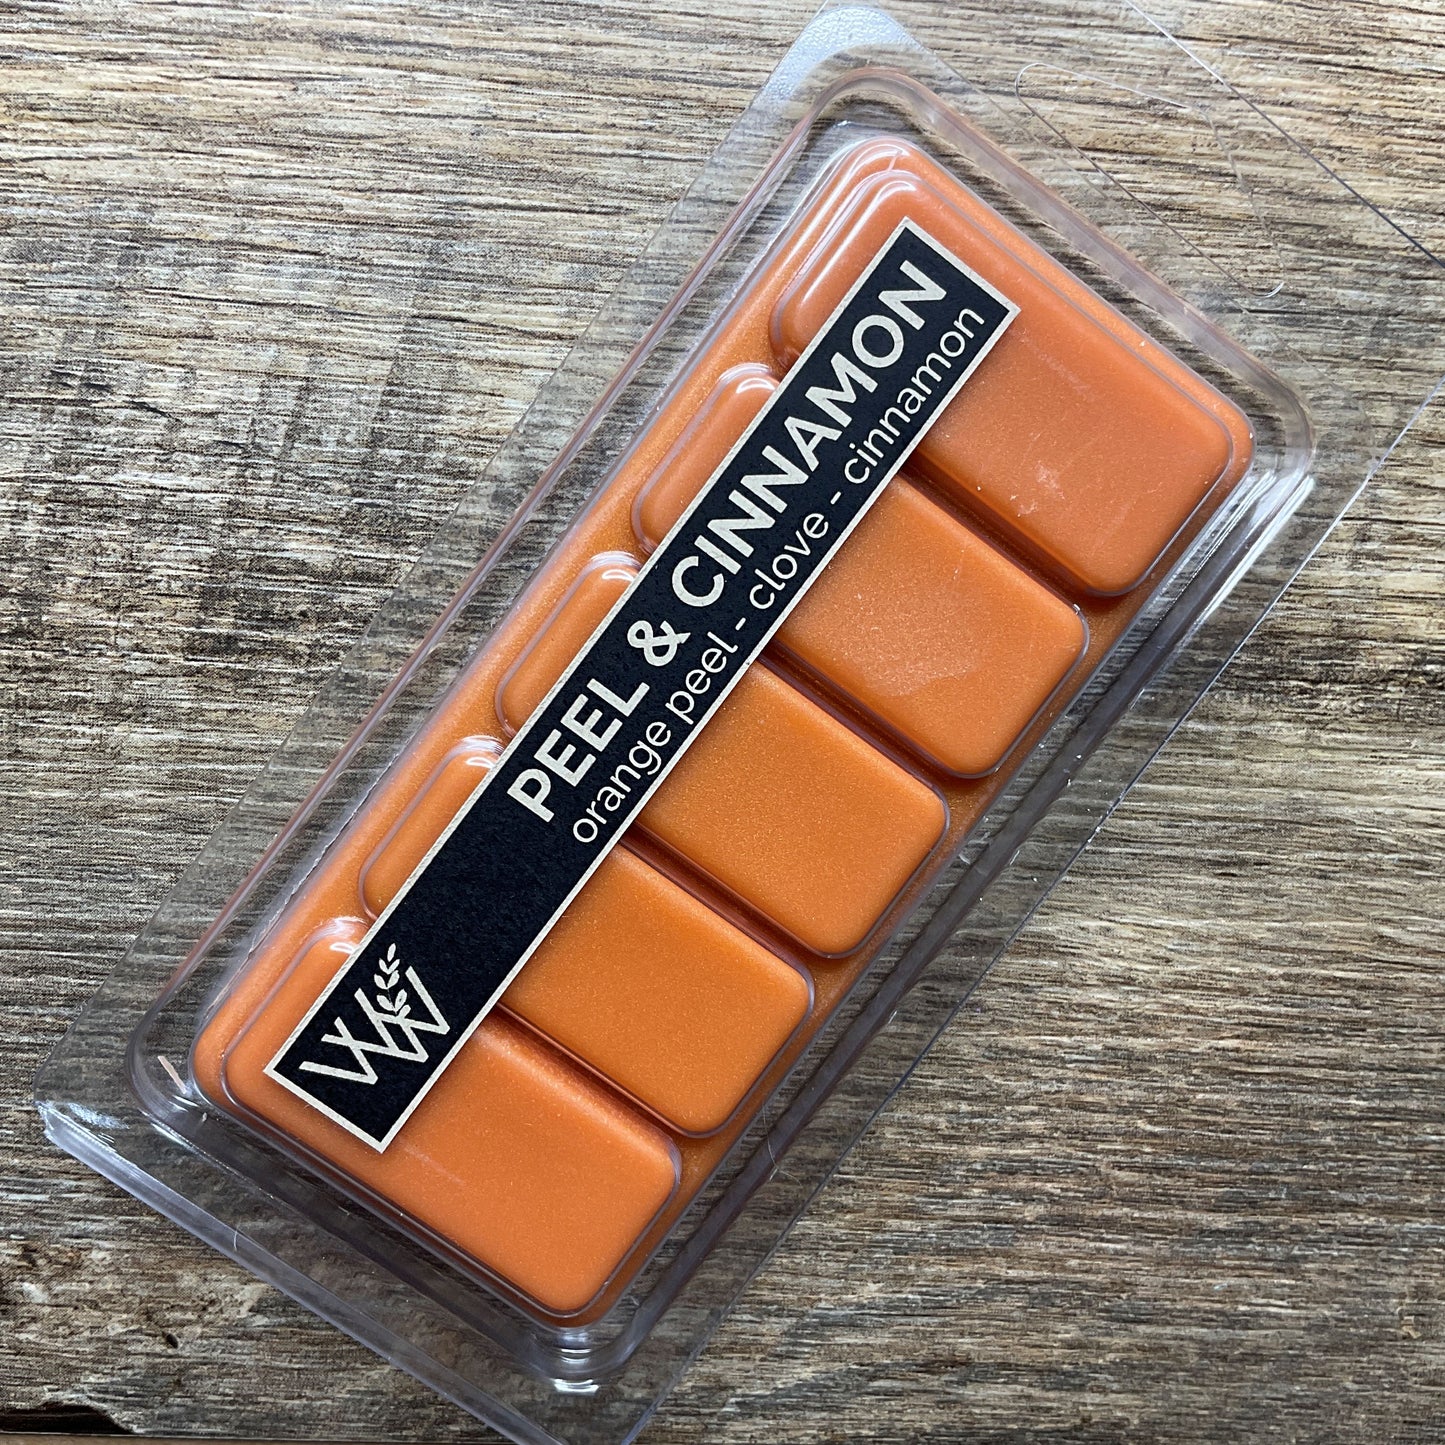 PEEL & CINNAMON
orange peel - clove - cinnamon
W